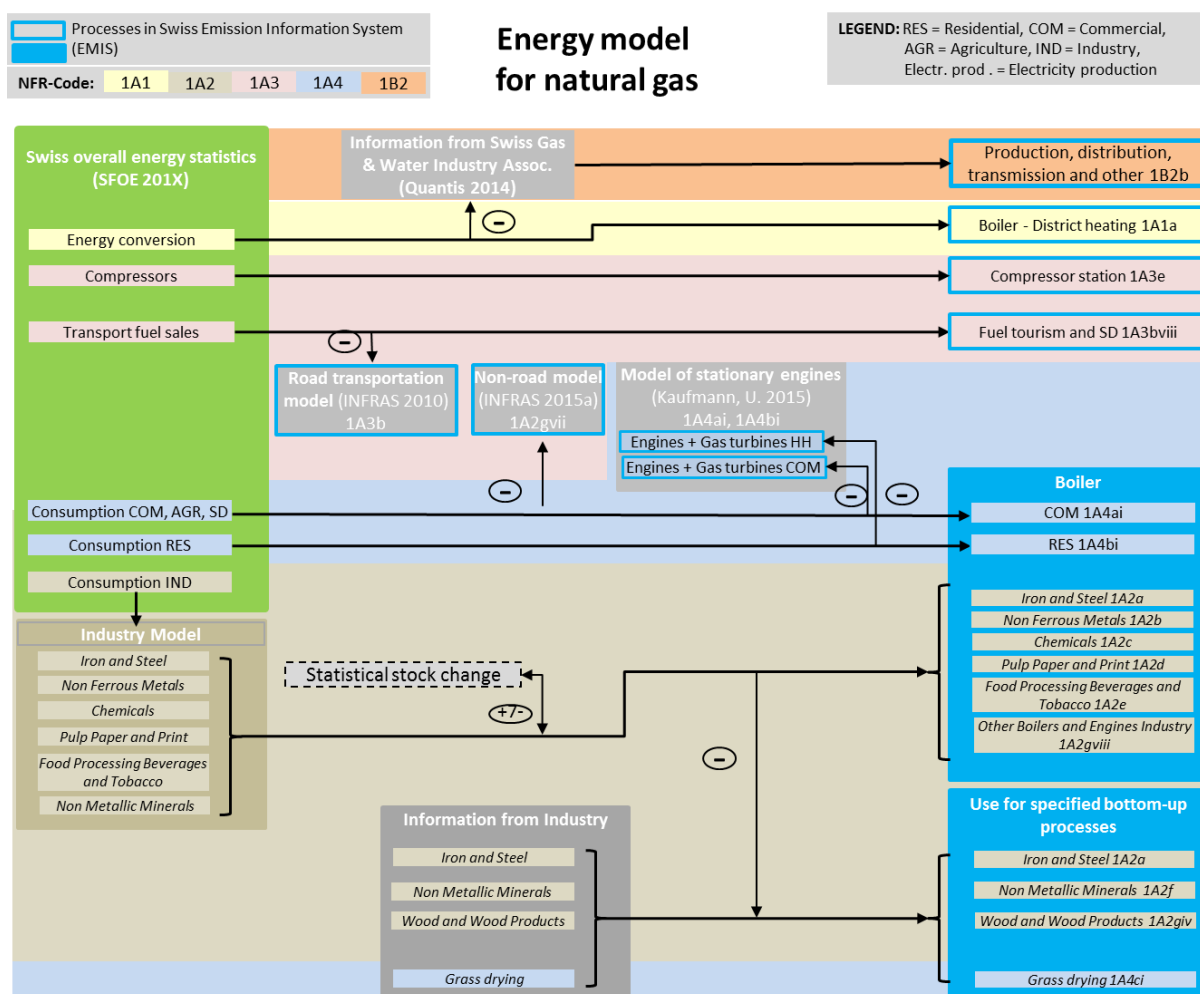 Processes in Swiss Emission Information System
(EMIS)
NFR-Code:
1A1
1A2
1A3
1A4
1B2
Energy model
for natural gas
LEGEND: RES = Residential, COM = Commercial,
AGR = Agriculture, IND = Industry,
Electr. prod . = Electricity production
Swiss overall energy statistics
(SFOE 201X)
Information from Swiss Gas
& Water Industry Assoc.
(Quantis 2014)
Production, distribution,
transmission and other 1B2b
-
Energy conversion
Boiler - District heating 1A1a
Compressors
Compressor station 1A3e
Transport fuel sales
-
Fuel tourism and SD 1A3bviii
Road transportation
model (INFRAS 2010)
1A3b
Non-road model
(INFRAS 2015a)
1A2gvii
Model of stationary engines
(Kaufmann, U. 2015)
1A4ai, 1A4bi
Engines + Gas turbines HH
Engines + Gas turbines COM
-
-
-
Boiler
Consumption COM, AGR, SD
COM 1A4ai
Consumption RES
RES 1A4bi
Consumption IND
Industry Model
Iron and Steel
Non Ferrous Metals
Chemicals
Pulp Paper and Print
Food Processing Beverages
and Tobacco
Non Metallic Minerals
Statistical stock change
+7-
-
Iron and Steel 1A2a
Non Ferrous Metals 1A2b
Chemicals 1A2c
Pulp Paper and Print 1A2d
Food Processing Beverages and
Tobacco 1A2e
Other Boilers and Engines Industry
1A2gviii
Information from Industry
Iron and Steel
Non Metallic Minerals
Wood and Wood Products
Grass drying
Use for specified bottom-up
processes
Iron and Steel 1A2a
Non Metallic Minerals 1A2f
Wood and Wood Products 1A2giv
Grass drying 1A4ci